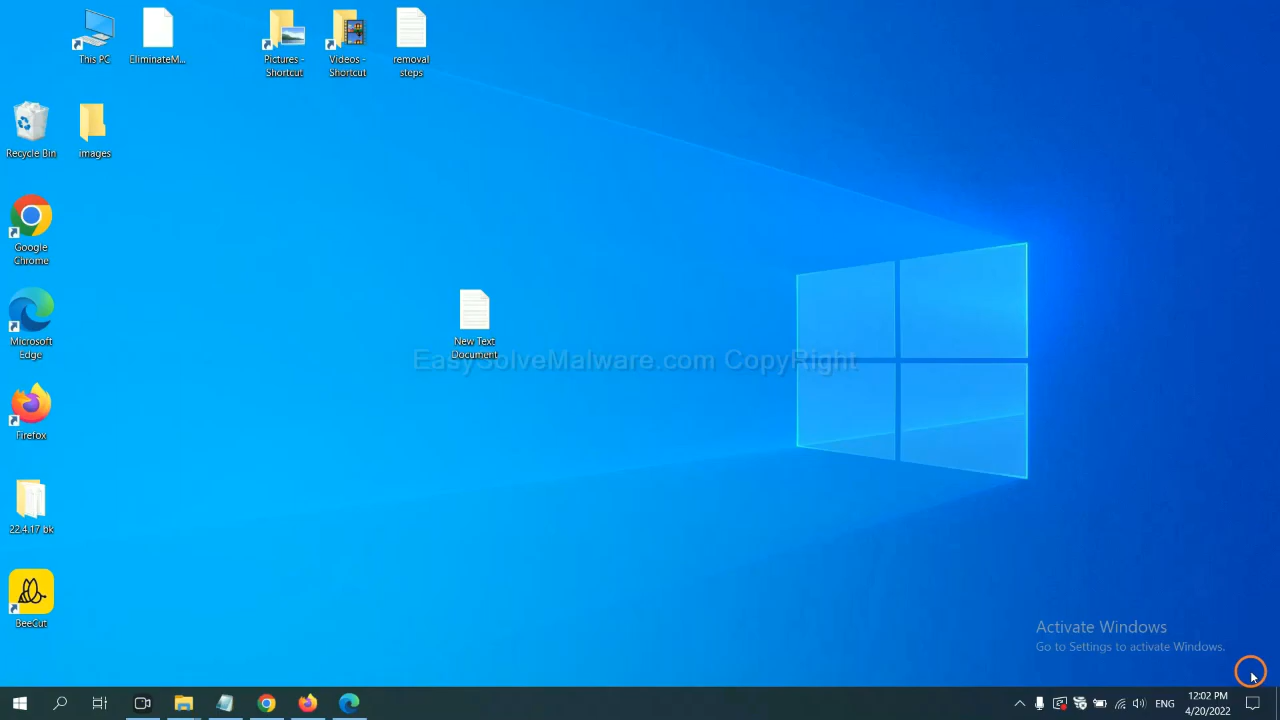 This PC
EliminateM...
Pictures -
Shortcut
Videos -
Shortcut
removal
steps
Recycle Bin
images
Google
Chrome
Microsoft
Edge
New Text
Document
EasySolveMalware.com CopyRight
Firefox
22.4.17 bk
BeeCut
Activate Windows
Go to Settings to activate Windows.
ENG
12:02 PM
4/20/2022